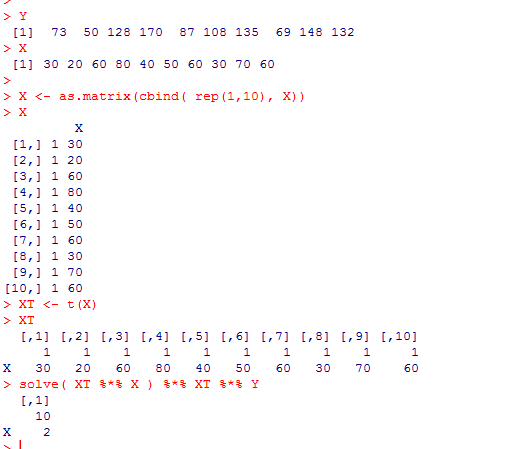 >
> Y
[1]  73  50 128 170  87 108 135  69 148 132
> X
[1] 30 20 60 80 40 50 60 30 70 60
>
> X <- as.matrix(cbind( rep(1,10), X))
> X
X
[1,] 1 30
[2,] 1 20
[3,] 1 60
[4,] 1 80
[5,] 1 40
[6,] 1 50
[7,] 1 60
[8,] 1 30
[9,] 1 70
[10,] 1 60
> XT <- t(X)
> XT
[,1] [,2] [,3] [,4] [,5] [,6] [,7] [,8] [,9] [,10]
1    1    1    1    1    1    1    1    1     1
X   30   20   60   80   40   50   60   30   70    60
> solve( XT %*% X ) %*% XT %*% Y
[,1]
10
X    2
>